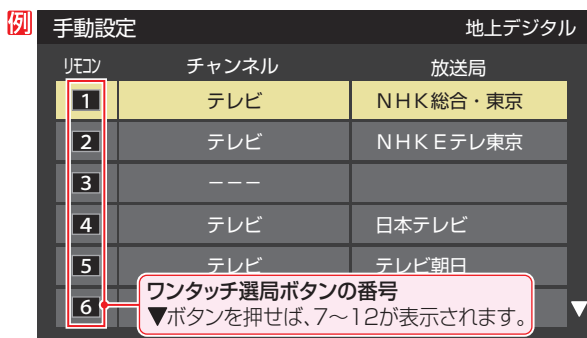 例
手動設定 地上デジタル
リモコン チャンネル 放送局
1 テレビ NHK総合・東京
2 テレビ NHKEテレ東京
3 −−−
4 テレビ 日本テレビ
5 テレビ テレビ朝日
6
ワンタッチ選局ボタンの番号
▼ボタンを押せば、7〜12が表示されます。
▼